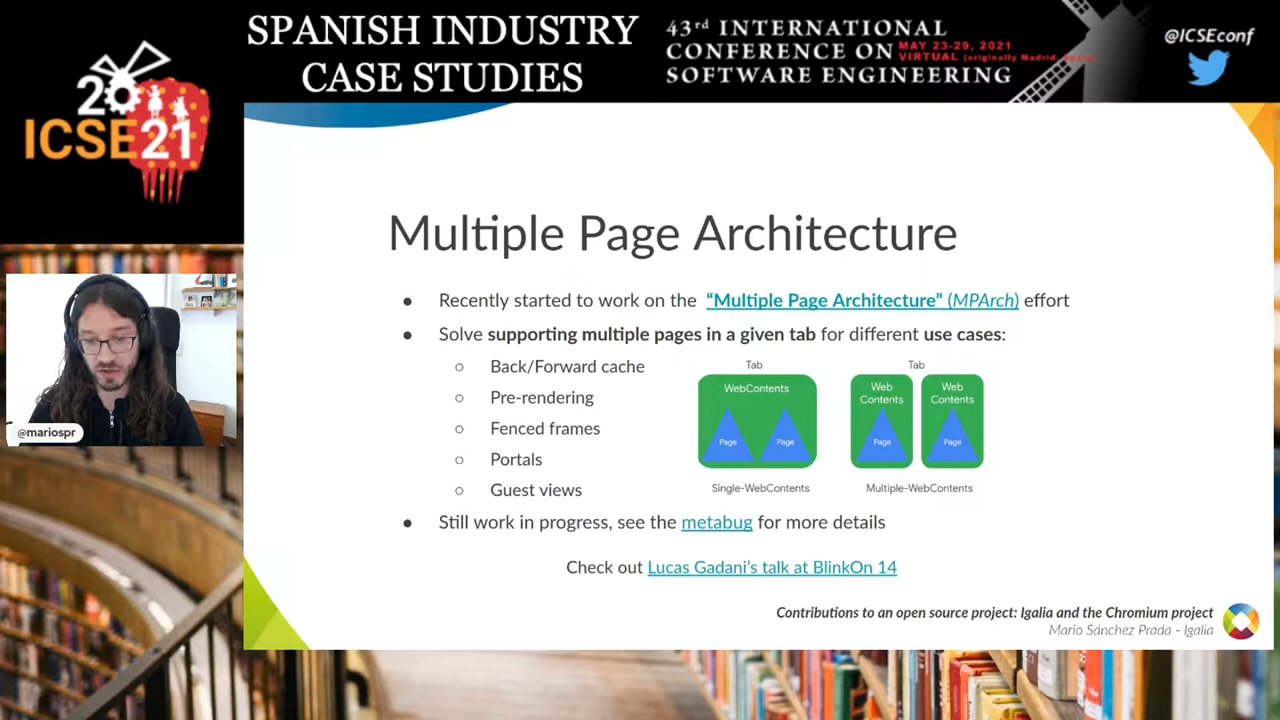 SPANISH INDUSTRY
CASE STUDIES
43rd INTERNATIONAL
CONFERENCE ON
SOFTWARE ENGINEERING
MAY 23-29, 2021
VIRTUAL (originally Madrid, Spain)
@ICSEconf
20
ICSE21
Multiple Page Architecture
● Recently started to work on the “Multiple Page Architecture” (MPArch) effort
● Solve supporting multiple pages in a given tab for different use cases:
○ Back/Forward cache
○ Pre-rendering
○ Fenced frames
○ Portals
○ Guest views
Tab
WebContents
Page
Page
Single-WebContents
Tab
Web
Contents
Page
Web
Contents
Page
Multiple-WebContents
● Still work in progress, see the metabug for more details
Check out Lucas Gadani’s talk at BlinkOn 14
Contributions to an open source project: Igalia and the Chromium project
Mario Sánchez Prada - Igalia
@mariospr